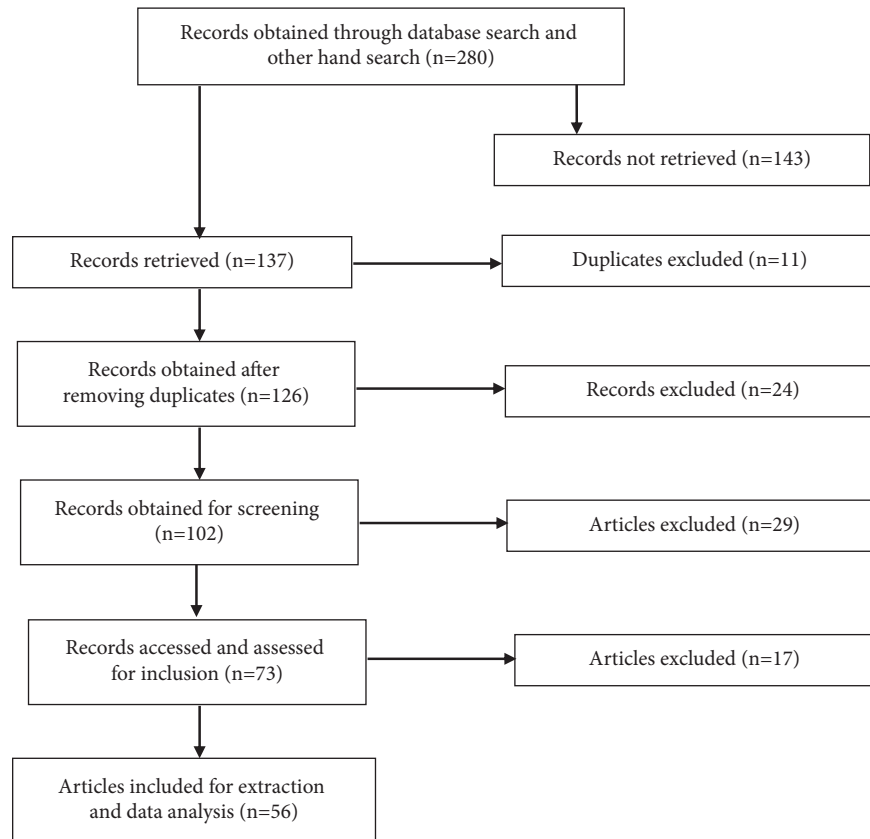 Records obtained through database search and
other hand search (n=280)
Records not retrieved (n=143)
Records retrieved (n=137)
Duplicates excluded (n=11)
Records obtained after
removing duplicates (n=126)
Records excluded (n=24)
Records obtained for screening
(n=102)
Articles excluded (n=29)
Records accessed and assessed
for inclusion (n=73)
Articles excluded (n=17)
Articles included for extraction
and data analysis (n=56)